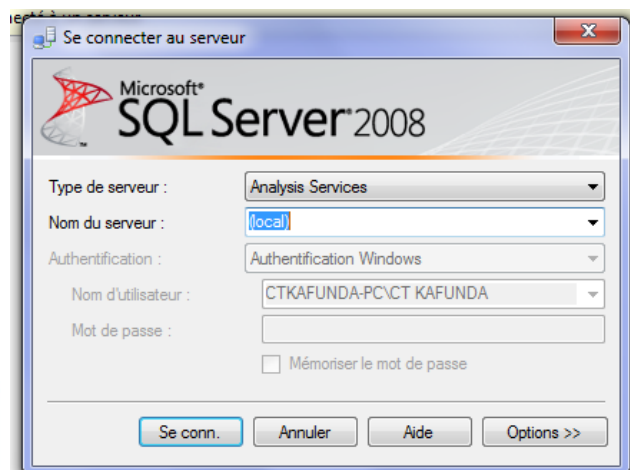 Se connecter au serveur
Microsoft®
SQL Server® 2008
Type de serveur :
Analysis Services
Nom du serveur :
(local)
Authentification :
Authentification Windows
Nom d'utilisateur :
CTKAFUNDA-PC\CT KAFUNDA
Mot de passe :
Mémoriser le mot de passe
Se conn.
Annuler
Aide
Options >>